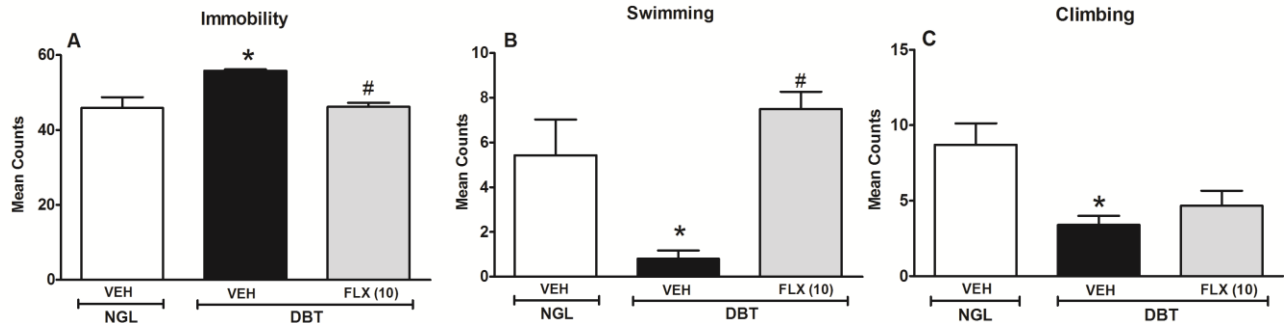 Immobility
A
Mean Counts
60
40
20
0
*
#
VEH
VEH
FLX (10)
NGL
DBT
Swimming
B
Mean Counts
10
8
6
4
2
0
*
#
VEH
VEH
FLX (10)
NGL
DBT
Climbing
C
Mean Counts
15
10
5
0
*
VEH
VEH
FLX (10)
NGL
DBT